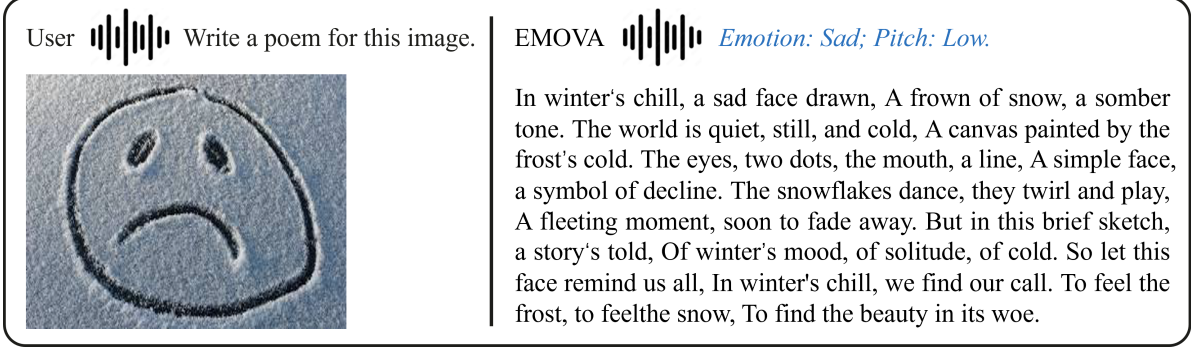 User Write a poem for this image.
EMOVA Emotion: Sad; Pitch: Low.
In winter‘s chill, a sad face drawn, A frown of snow, a somber
tone. The world is quiet, still, and cold, A canvas painted by the
frost’s cold. The eyes, two dots, the mouth, a line, A simple face,
a symbol of decline. The snowflakes dance, they twirl and play,
A fleeting moment, soon to fade away. But in this brief sketch,
a story‘s told, Of winter’s mood, of solitude, of cold. So let this
face remind us all, In winter's chill, we find our call. To feel the
frost, to feelthe snow, To find the beauty in its woe.